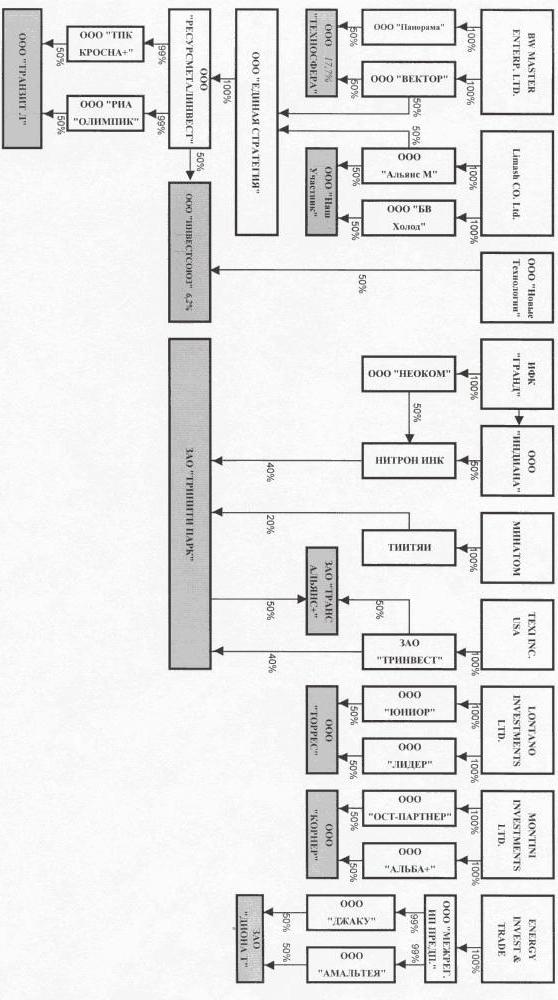 BW MASTER
ENTERP. LTD.
Limash CO. Ltd.
ООО "Новые
Технологии"
ИФК
"ГРАНД"
ООО
"ИНДИАНА"
МИНАТОМ
TEXI INC.
USA
LONTANO
INVESTMENTS
LTD.
MONTINI
INVESTMENTS
LTD.
ENERGY
INVEST &
TRADE
100%
100%
100%
100%
100%
50%
100%
100%
100%
100%
100%
100%
100%
ООО "Панорама"
ООО "ВЕКТОР"
ООО
"Альянс М"
ООО "БВ
Холод"
ООО "НЕОКОМ"
НИТРОН ИНК
ТИИТЯИ
ЗАО
"ТРИНВЕСТ"
ООО
"ЮНИОР"
ООО
"ЛИДЕР"
ООО
"ОСТ-ПАРТНЕР"
ООО
"АЛЬБА+"
ООО "МЕЖРЕГ.
ИП ПРЕДП."
50%
50%
50%
50%
50%
50%
50%
50%
50%
50%
50%
50%
50%
99%
99%
ООО 17,7%
"ТЕХНОСФЕРА"
ООО "Наш
Участник"
ЗАО "ТРАНС
АЛЬЯНС+"
ООО
"ТОРРЕС"
ООО
"КОРНЕР"
ООО
"ДЖАКУ"
ООО
"АМАЛЬТЕЯ"
ООО "ЕДИНАЯ СТРАТЕГИЯ"
40%
20%
50%
40%
50%
50%
ЗАО
"ДИОНА Т"
100%
ООО
"РЕСУРСМЕТАЛИНВЕСТ"
50%
ООО "ИНВЕСТСОЮЗ" 6,2%
ЗАО "ТРИНИТИ ПАРК"
99%
99%
ООО "ТПК
КРОСНА+"
ООО "РИА
"ОЛИМПИК"
50%
50%
ООО "ТРАНЗИТ Д"